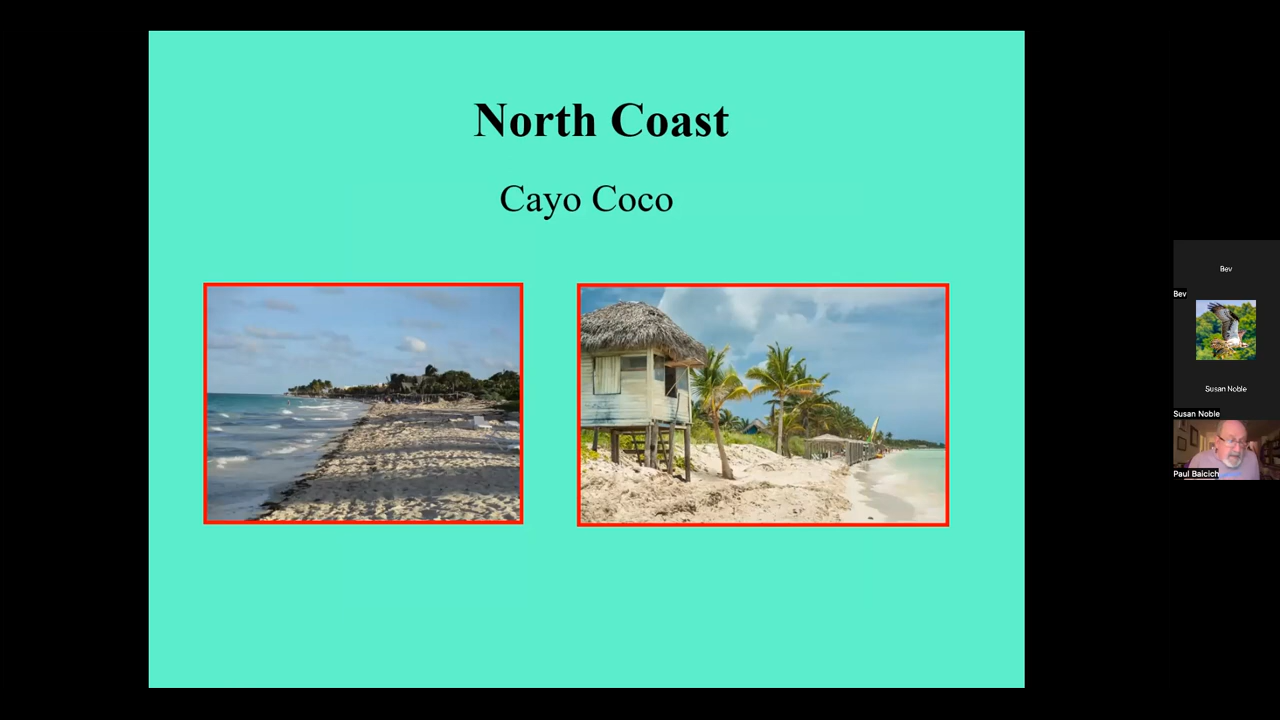 North Coast
Cayo Coco
Bev
Bev
Susan Noble
Susan Noble
Paul Baicich